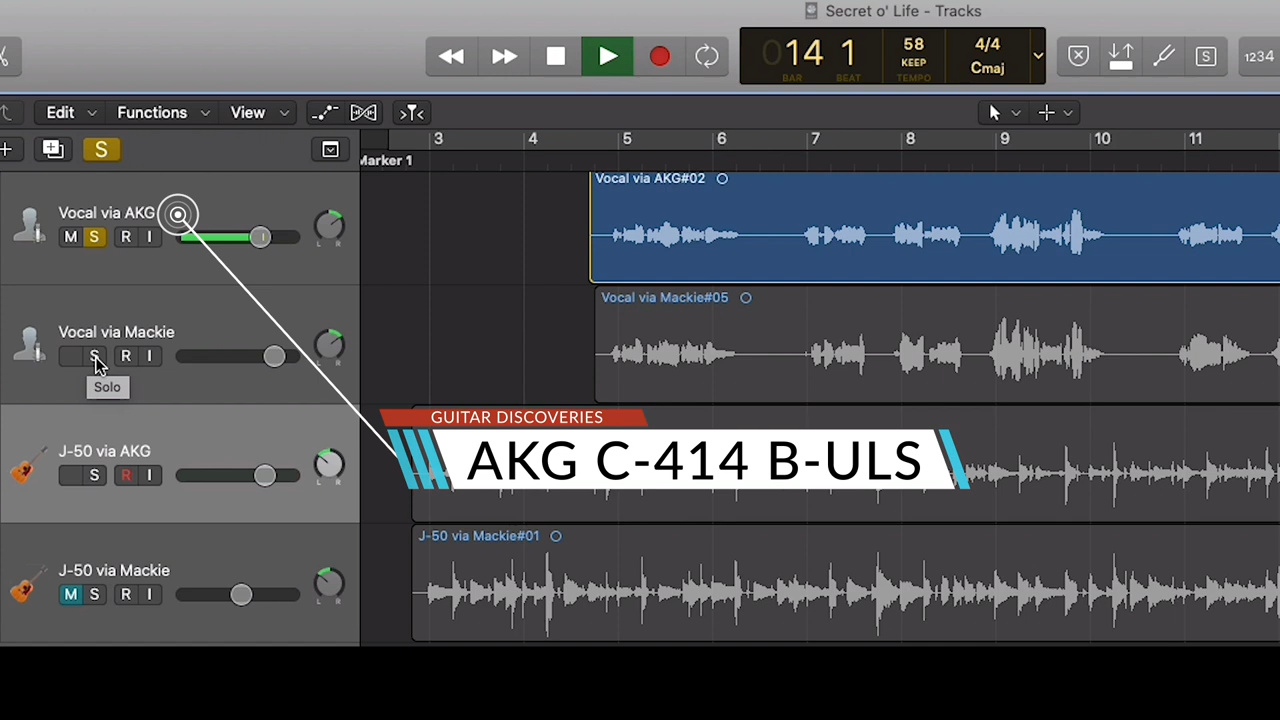 Secret o' Life - Tracks
014 1
BAR BEAT
58
KEEP
TEMPO
4/4
Cmaj
S
1234
Edit
Functions
View
S
3 4 5 6 7 8 9 10 11
Marker 1
Vocal via AKG
M S R I
L R
Vocal via AKG#02
Vocal via Mackie
S R I
L R
Solo
Vocal via Mackie#05
J-50 via AKG
S R I
L R
GUITAR DISCOVERIES
AKG C-414 B-ULS
J-50 via Mackie
M S R I
L R
J-50 via Mackie#01